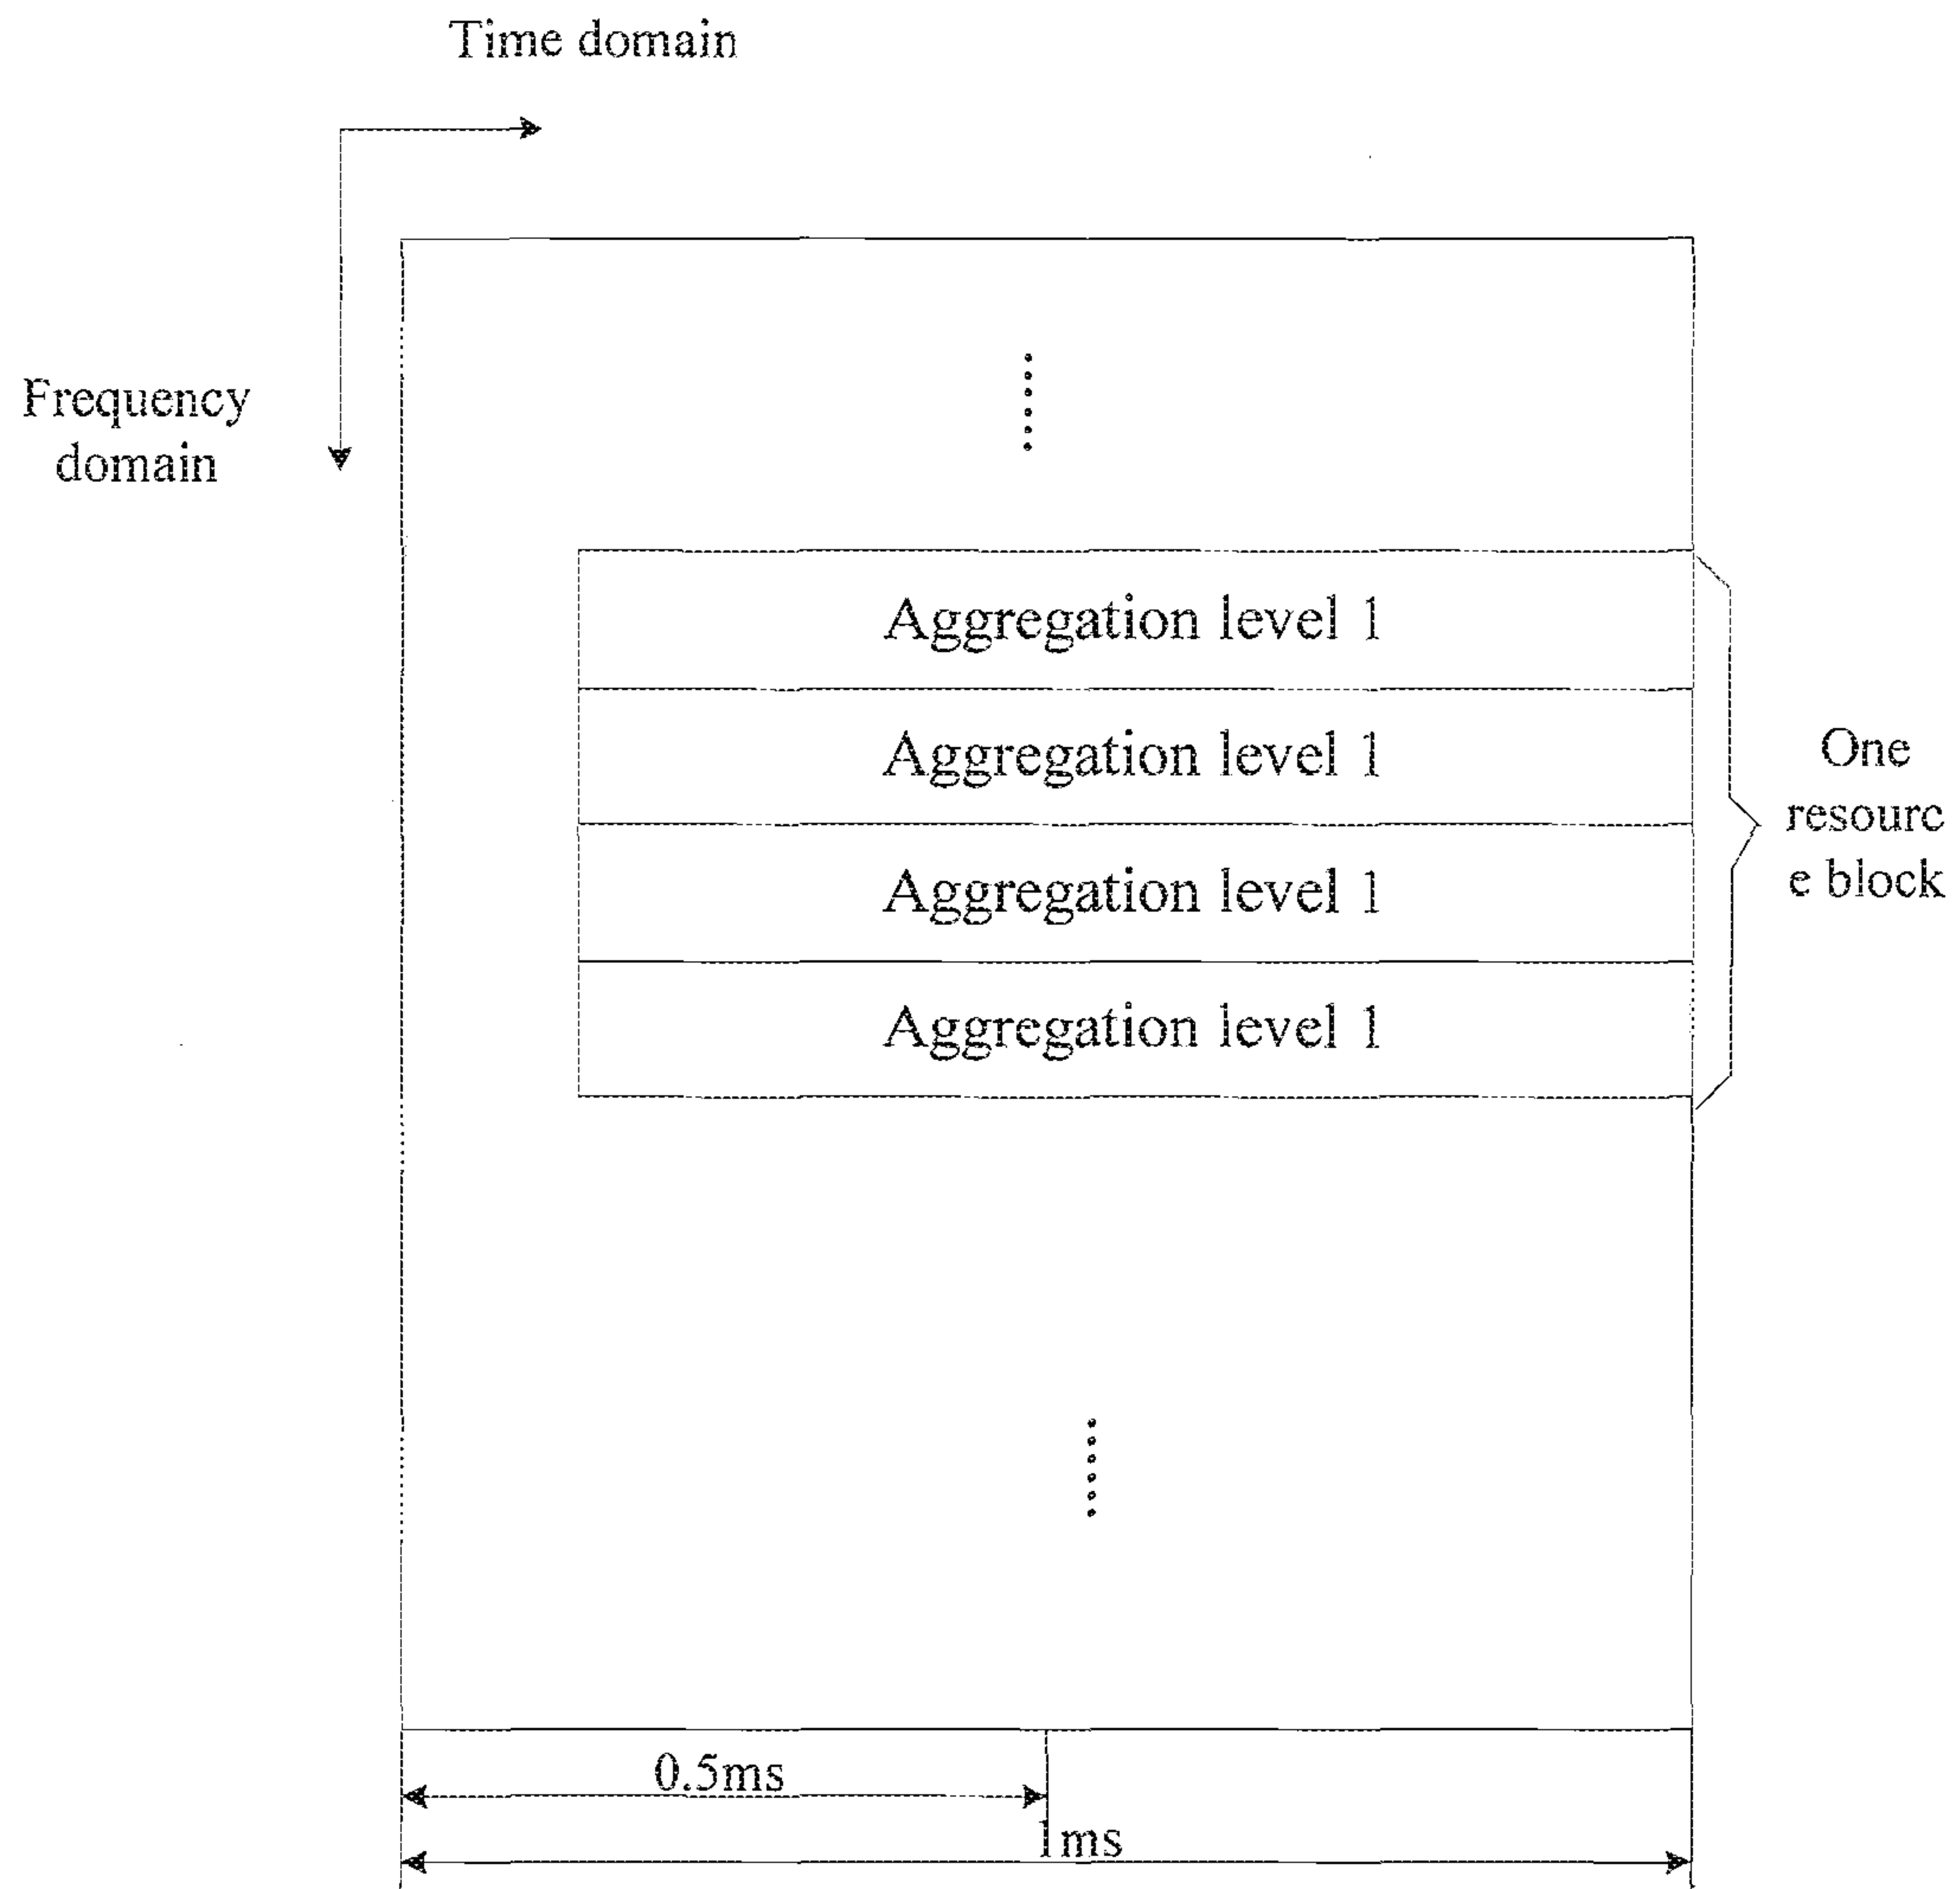 Time domain
Frequency
domain
Aggregation level 1
Aggregation level 1
One
resourc
e block
Aggregation level 1
Aggregation level 1
0.5ms
1ms